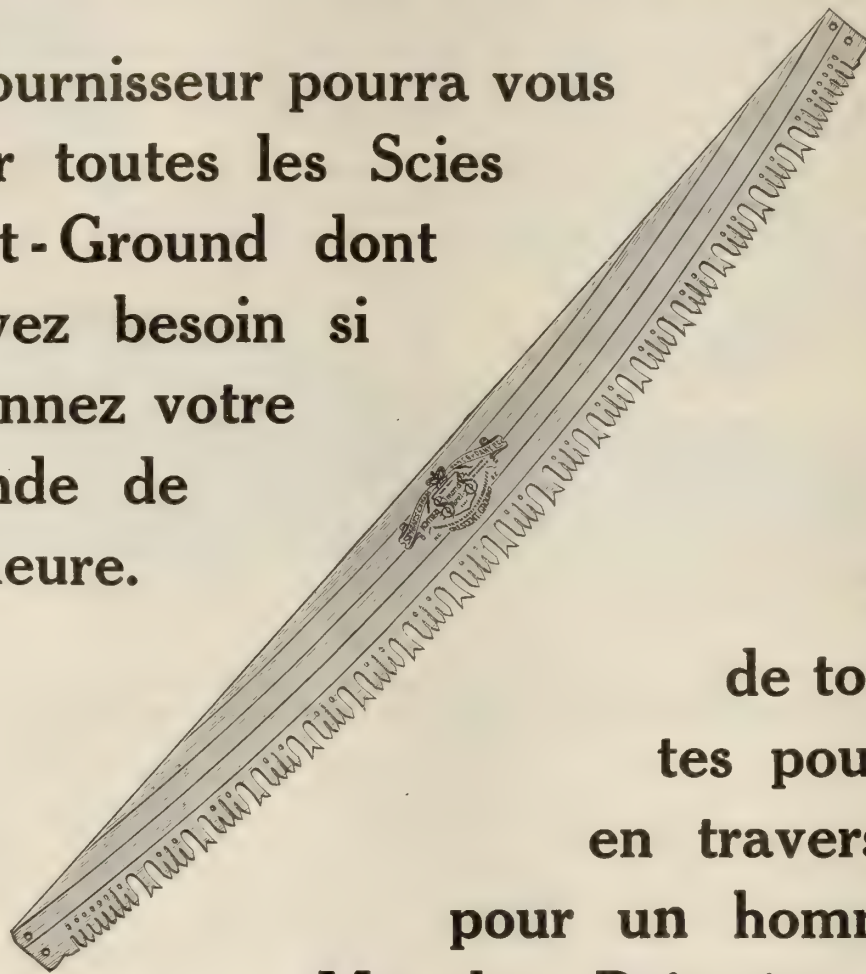 ournisseur pourra vous
r toutes les Scies
t-Ground dont
vez besoin si
nnez votre
nde de
eure.
de to
tes pou
en travers
pour un homm